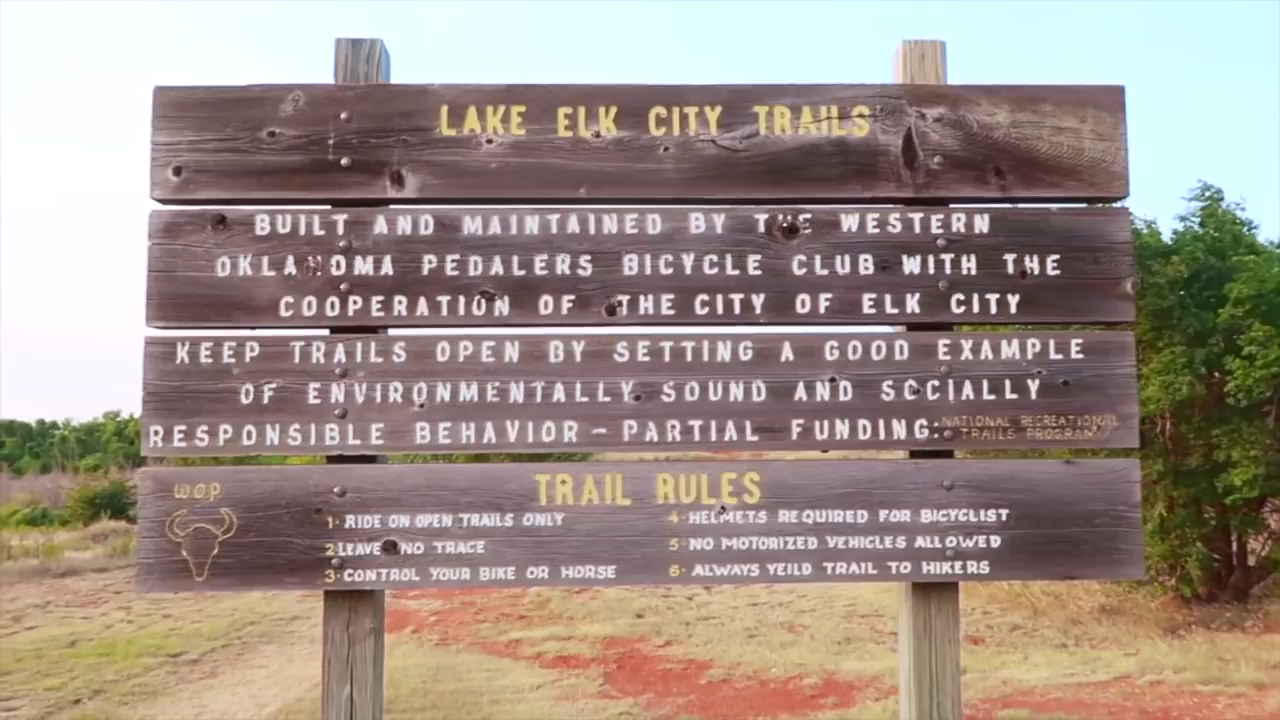 LAKE ELK CITY TRAILS
BUILT AND MAINTAINED BY THE WESTERN
OKLAHOMA PEDALERS BICYCLE CLUB WITH THE
COOPERATION OF THE CITY OF ELK CITY
KEEP TRAILS OPEN BY SETTING A GOOD EXAMPLE
OF ENVIRONMENTALLY SOUND AND SOCIALLY
RESPONSIBLE BEHAVIOR - PARTIAL FUNDING:
NATIONAL RECREATIONAL
TRAILS PROGRAM
WOP
TRAIL RULES
1· RIDE ON OPEN TRAILS ONLY
2· LEAVE NO TRACE
3· CONTROL YOUR BIKE OR HORSE
4· HELMETS REQUIRED FOR BICYCLIST
5· NO MOTORIZED VEHICLES ALLOWED
6· ALWAYS YEILD TRAIL TO HIKERS